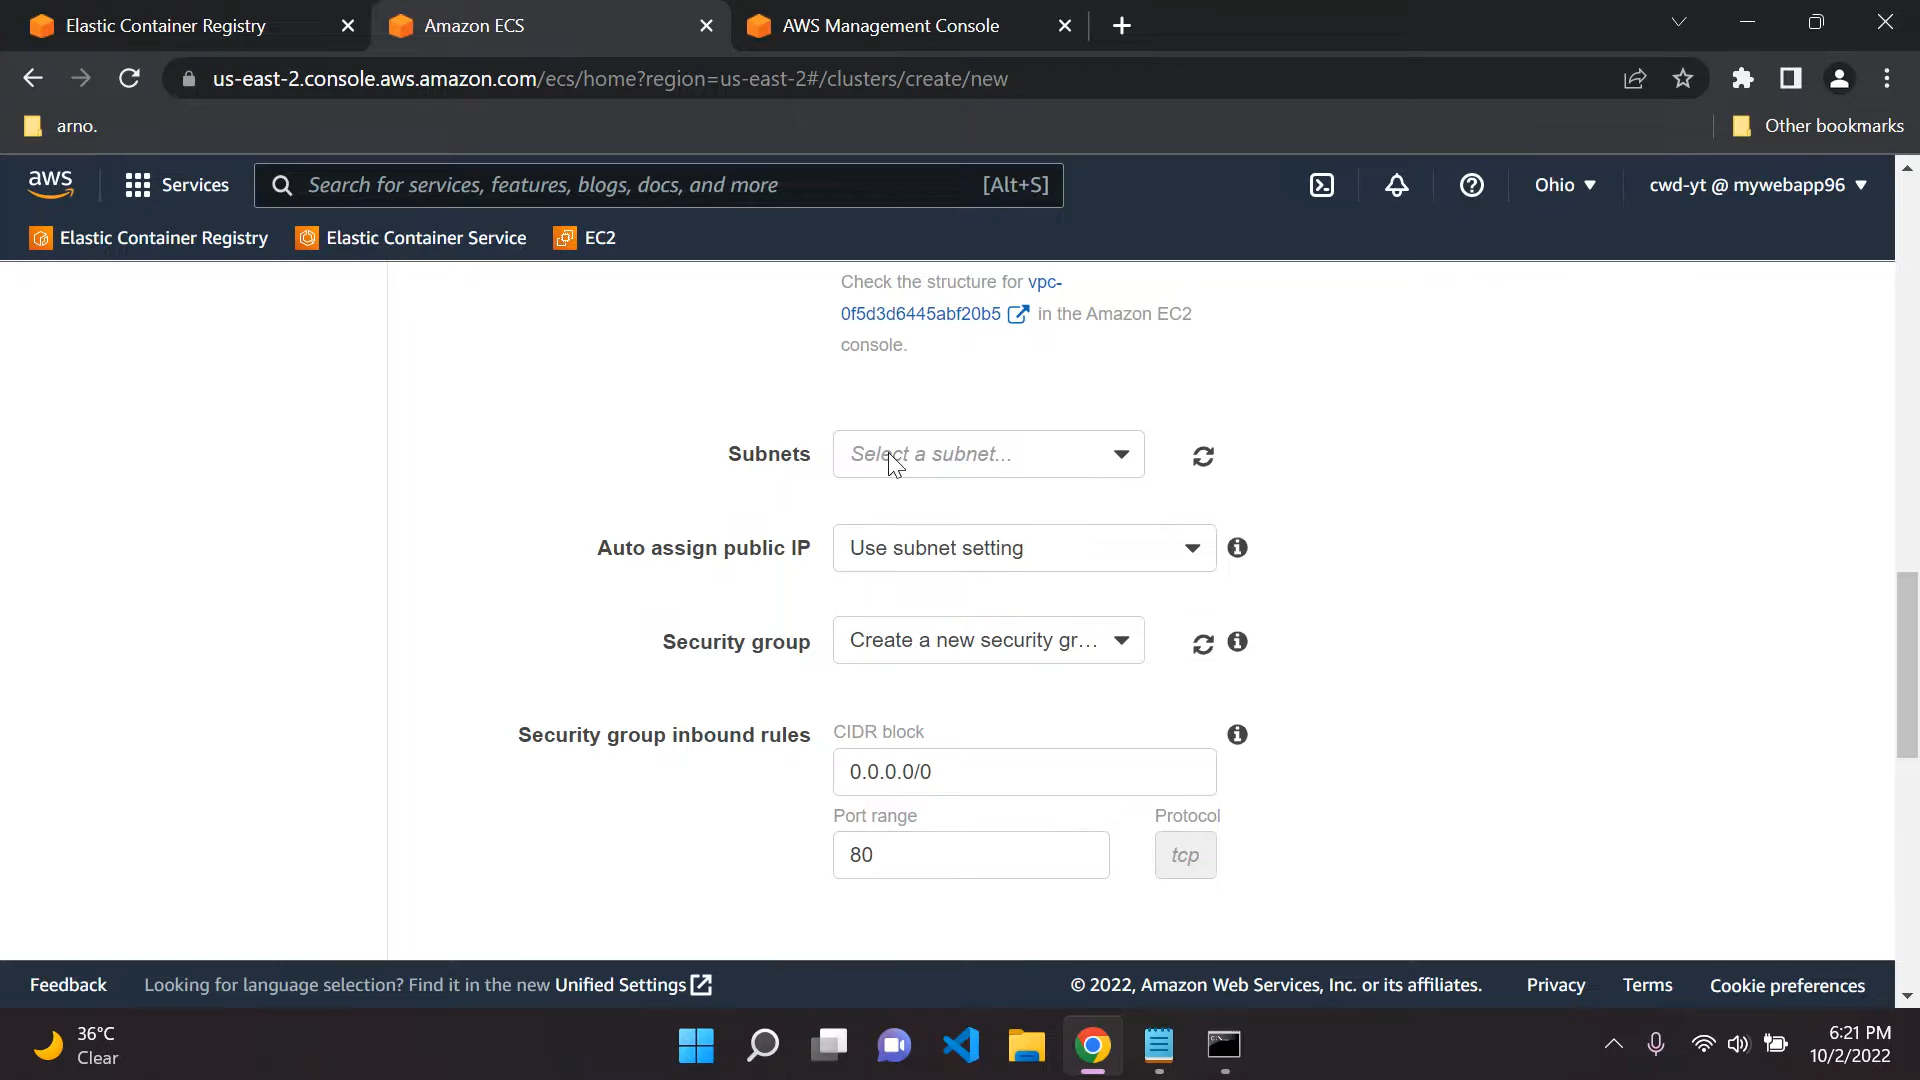 Elastic Container Registry
Amazon ECS
AWS Management Console
us-east-2.console.aws.amazon.com/ecs/home?region=us-east-2#/clusters/create/new
arno.
Other bookmarks
aws
Services
Search for services, features, blogs, docs, and more
[Alt+S]
Ohio
cwd-yt @ mywebapp96
Elastic Container Registry
Elastic Container Service
EC2
Check the structure for vpc-
0f5d3d6445abf20b5 in the Amazon EC2
console.
Subnets
Select a subnet...
Auto assign public IP
Use subnet setting
Security group
Create a new security gr...
Security group inbound rules
CIDR block
0.0.0.0/0
Port range
Protocol
80
tcp
Feedback
Looking for language selection? Find it in the new Unified Settings
© 2022, Amazon Web Services, Inc. or its affiliates.
Privacy
Terms
Cookie preferences
36°C
Clear
6:21 PM
10/2/2022